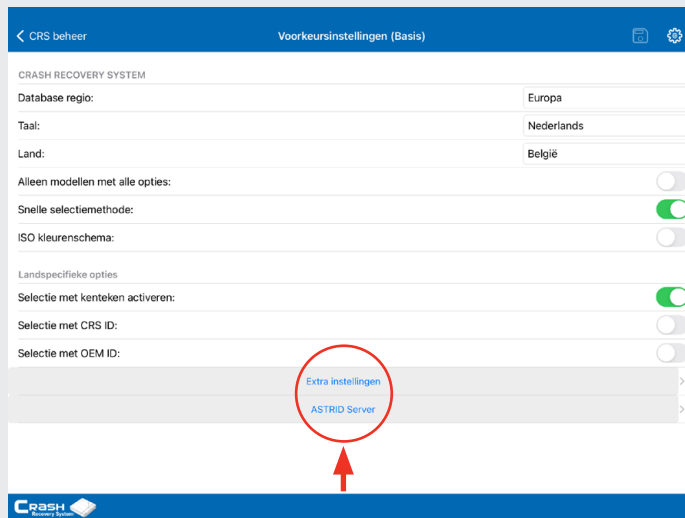 CRS beheer
Voorkeursinstellingen (Basis)
CRASH RECOVERY SYSTEM
Database regio:
Europa
Taal:
Nederlands
Land:
België
Alleen modellen met alle opties:
Snelle selectiemethode:
ISO kleurenschema:
Landspecifieke opties
Selectie met kenteken activeren:
Selectie met CRS ID:
Selectie met OEM ID:
Extra instellingen
ASTRID Server
CRASH
Recovery System